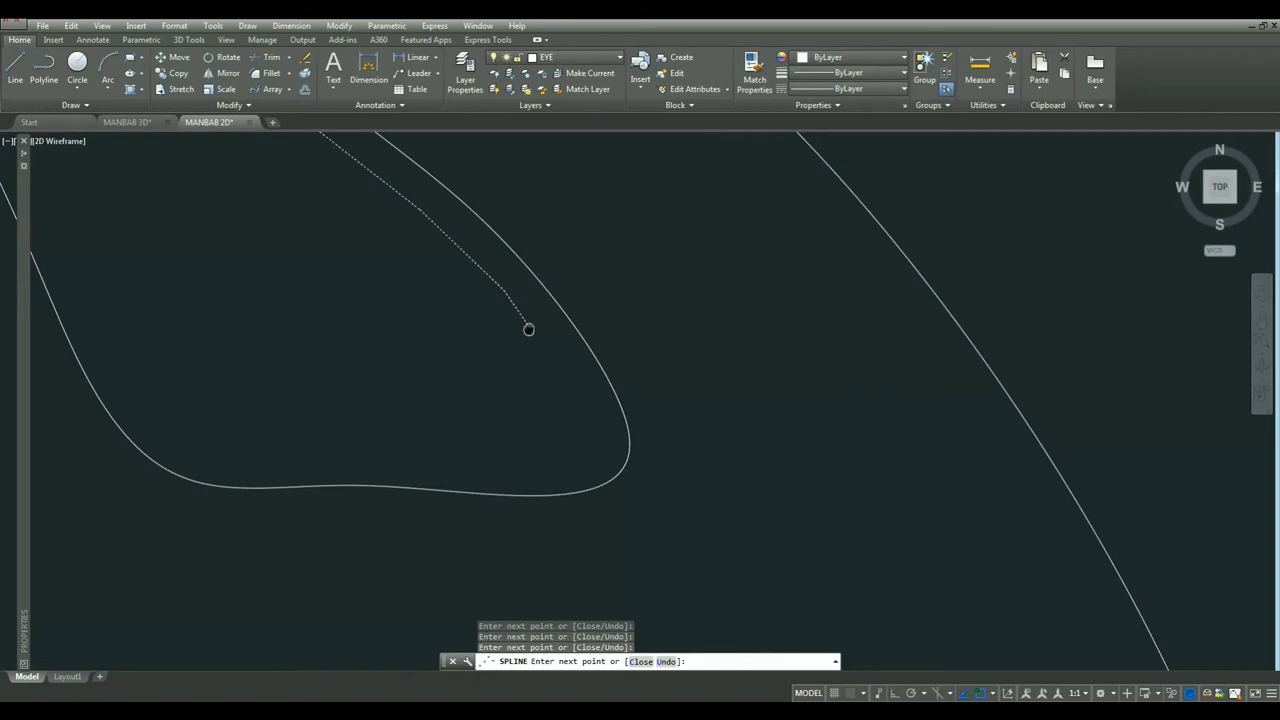 File Edit View Insert Format Tools Draw Dimension Modify Parametric Express Window Help
Home Insert Annotate Parametric 3D Tools View Manage Output Add-ins A360 Featured Apps Express Tools
Line Polyline Circle Arc
Move Rotate Trim
Copy Mirror Fillet
Stretch Scale Array
Text Dimension
Linear
Leader
Table
Layer Properties
EYE
Make Current
Match Layer
Insert
Create
Edit
Edit Attributes
Match Properties
ByLayer
ByLayer
ByLayer
Group Measure Paste Base
Draw Modify Annotation Layers Block Properties Groups Utilities Clipboard View
Start MANBAB 3D* MANBAB 2D*
[−][2D Wireframe]
N
W TOP E
S
WCS
PROPERTIES
Enter next point or [Close/Undo]:
Enter next point or [Close/Undo]:
Enter next point or [Close/Undo]:
SPLINE Enter next point or [Close Undo]:
Model Layout1 +
MODEL 1:1